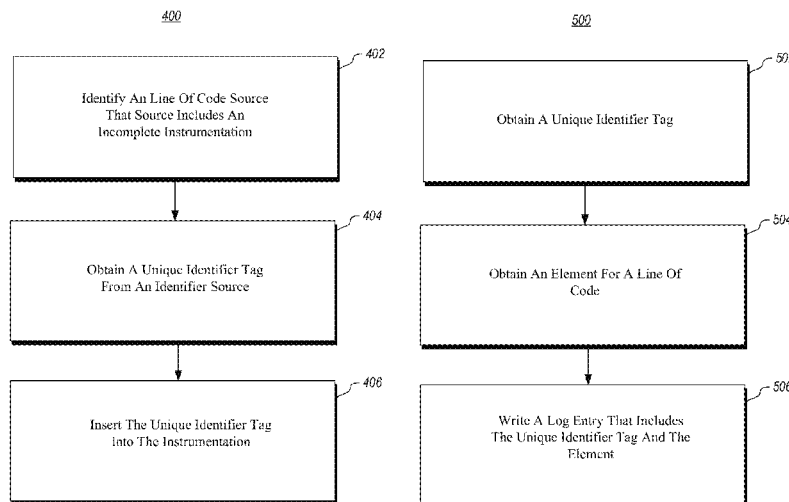 400
402
Identify An Line Of Code Source
That Source Includes An
Incomplete Instrumentation
404
Obtain A Unique Identifier Tag
From An Identifier Source
406
Insert The Unique Identifier Tag
Into The Instrumentation
500
50
Obtain A Unique Identifier Tag
504
Obtain An Element For A Line Of
Code
506
Write A Log Entry That Includes
The Unique Identifier Tag And The
Element